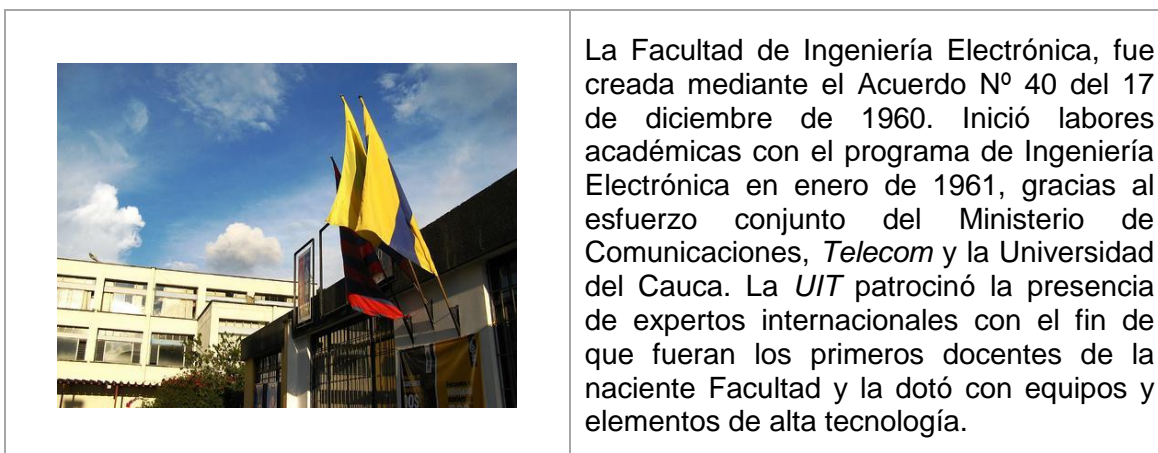 La Facultad de Ingeniería Electrónica, fue
creada mediante el Acuerdo Nº 40 del 17
de diciembre de 1960. Inició labores
académicas con el programa de Ingeniería
Electrónica en enero de 1961, gracias al
esfuerzo conjunto del Ministerio de
Comunicaciones, Telecom y la Universidad
del Cauca. La UIT patrocinó la presencia
de expertos internacionales con el fin de
que fueran los primeros docentes de la
naciente Facultad y la dotó con equipos y
elementos de alta tecnología.